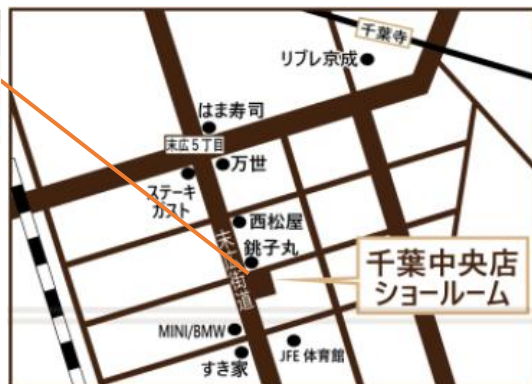 千葉寺
リブレ京成
はま寿司
末広5丁目
万世
ステーキ
ガスト
西松屋
銚子丸
末広街道
千葉中央店
ショールーム
MINI/BMW
すき家
JFE 体育館